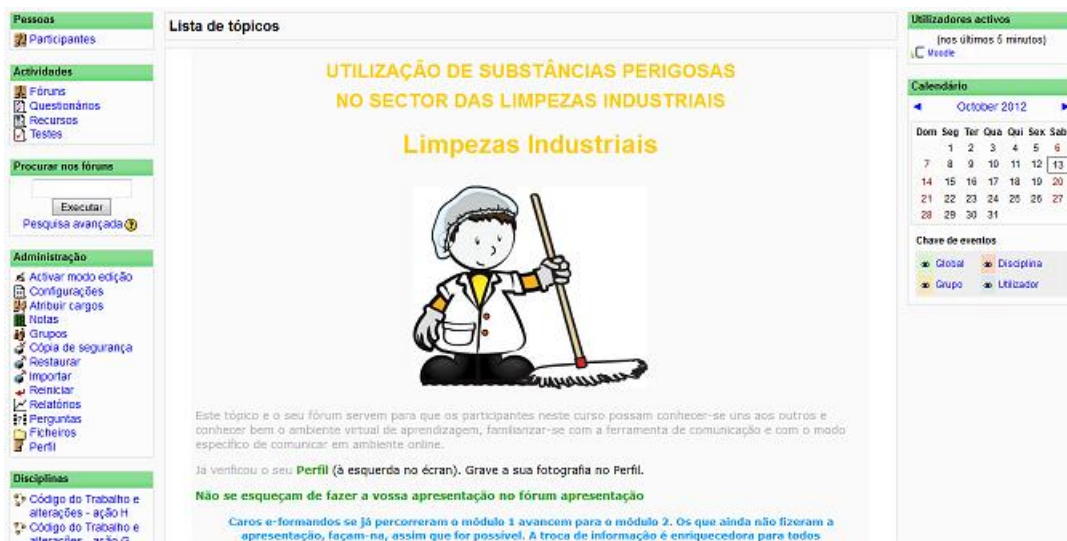 Pessoas
Participantes
Actividades
Fóruns
Questionários
Recursos
Testes
Procurar nos fóruns
Executar
Pesquisa avançada
Administração
Activar modo edição
Configurações
Atribuir cargos
Notas
Grupos
Cópia de segurança
Restaurar
Importar
Reiniciar
Relatórios
Perguntas
Ficheiros
Perfil
Disciplinas
Código do Trabalho e
alterações - ação H
Código do Trabalho e
alterações - ação G
Lista de tópicos
UTILIZAÇÃO DE SUBSTÂNCIAS PERIGOSAS
NO SECTOR DAS LIMPEZAS INDUSTRIAIS
Limpezas Industriais
Este tópico e o seu fórum servem para que os participantes neste curso possam conhecer-se uns aos outros e
conhecer bem o ambiente virtual de aprendizagem, familiarizar-se com a ferramenta de comunicação e com o modo
específico de comunicar em ambiente online.
Já verificou o seu Perfil (à esquerda no écran). Grave a sua fotografia no Perfil.
Não se esqueçam de fazer a vossa apresentação no fórum apresentação
Caros e-formandos se já percorreram o módulo 1 avancem para o módulo 2. Os que ainda não fizeram a
apresentação, façam-na, assim que for possível. A troca de informação é enriquecedora para todos
Utilizadores activos
(nos últimos 5 minutos)
Moodle
Calendário
October 2012
Dom Seg Ter Qua Qui Sex Sab
1 2 3 4 5 6
7 8 9 10 11 12 13
14 15 16 17 18 19 20
21 22 23 24 25 26 27
28 29 30 31
Chave de eventos
Global Disciplina
Grupo Utilizador